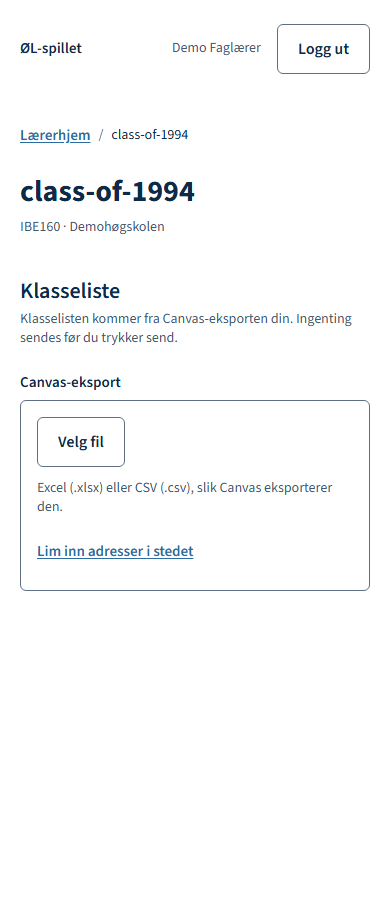 ØL-spillet
Demo Faglærer
Logg ut
Lærerhjem / class-of-1994
class-of-1994
IBE160 · Demohøgskolen
Klasseliste
Klasselisten kommer fra Canvas-eksporten din. Ingenting
sendes før du trykker send.
Canvas-eksport
Velg fil
Excel (.xlsx) eller CSV (.csv), slik Canvas eksporterer
den.
Lim inn adresser i stedet